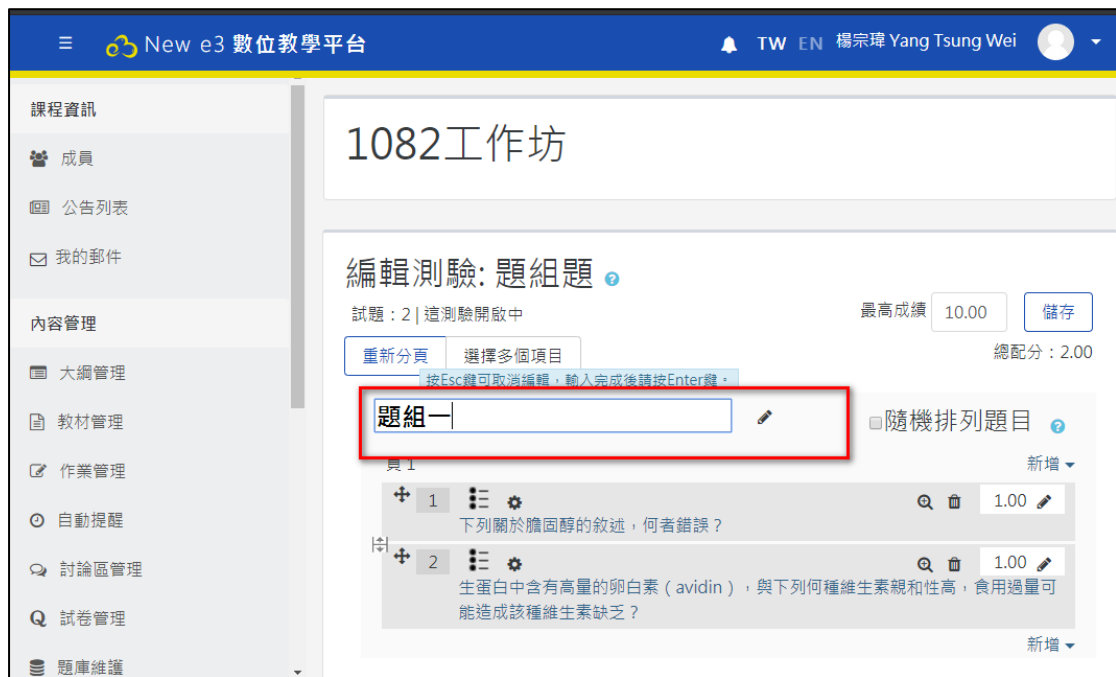 New e3 數位教學平台
TW EN 楊宗瑋 Yang Tsung Wei
課程資訊
成員
公告列表
我的郵件
內容管理
大綱管理
教材管理
作業管理
自動提醒
討論區管理
試卷管理
題庫維護
1082工作坊
編輯測驗: 題組題
試題：2 | 這測驗開啟中
最高成績 10.00 儲存
重新分頁 選擇多個項目
總配分：2.00
按Esc鍵可取消編輯，輸入完成後請按Enter鍵。
題組一
隨機排列題目
頁 1
新增
1
1.00
下列關於膽固醇的敘述，何者錯誤？
2
1.00
生蛋白中含有高量的卵白素（avidin），與下列何種維生素親和性高，食用過量可
能造成該種維生素缺乏？
新增